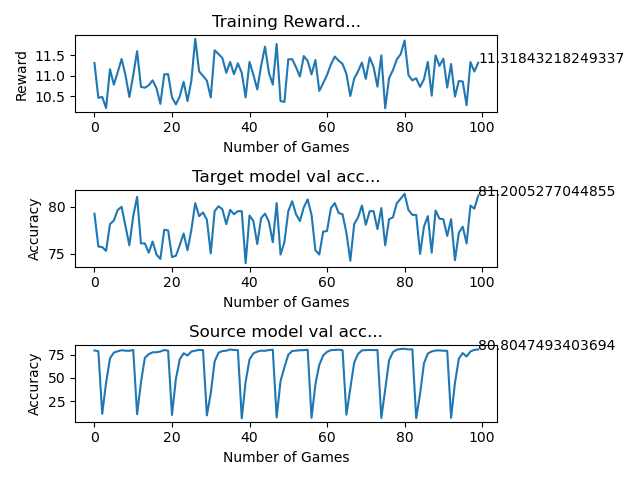 Training Reward...
11.5
11.0
10.5
Reward
11.31843218249337
0 20 40 60 80 100
Number of Games
Target model val acc...
80
75
Accuracy
81.2005277044855
0 20 40 60 80 100
Number of Games
Source model val acc...
75
50
25
Accuracy
80.8047493403694
0 20 40 60 80 100
Number of Games